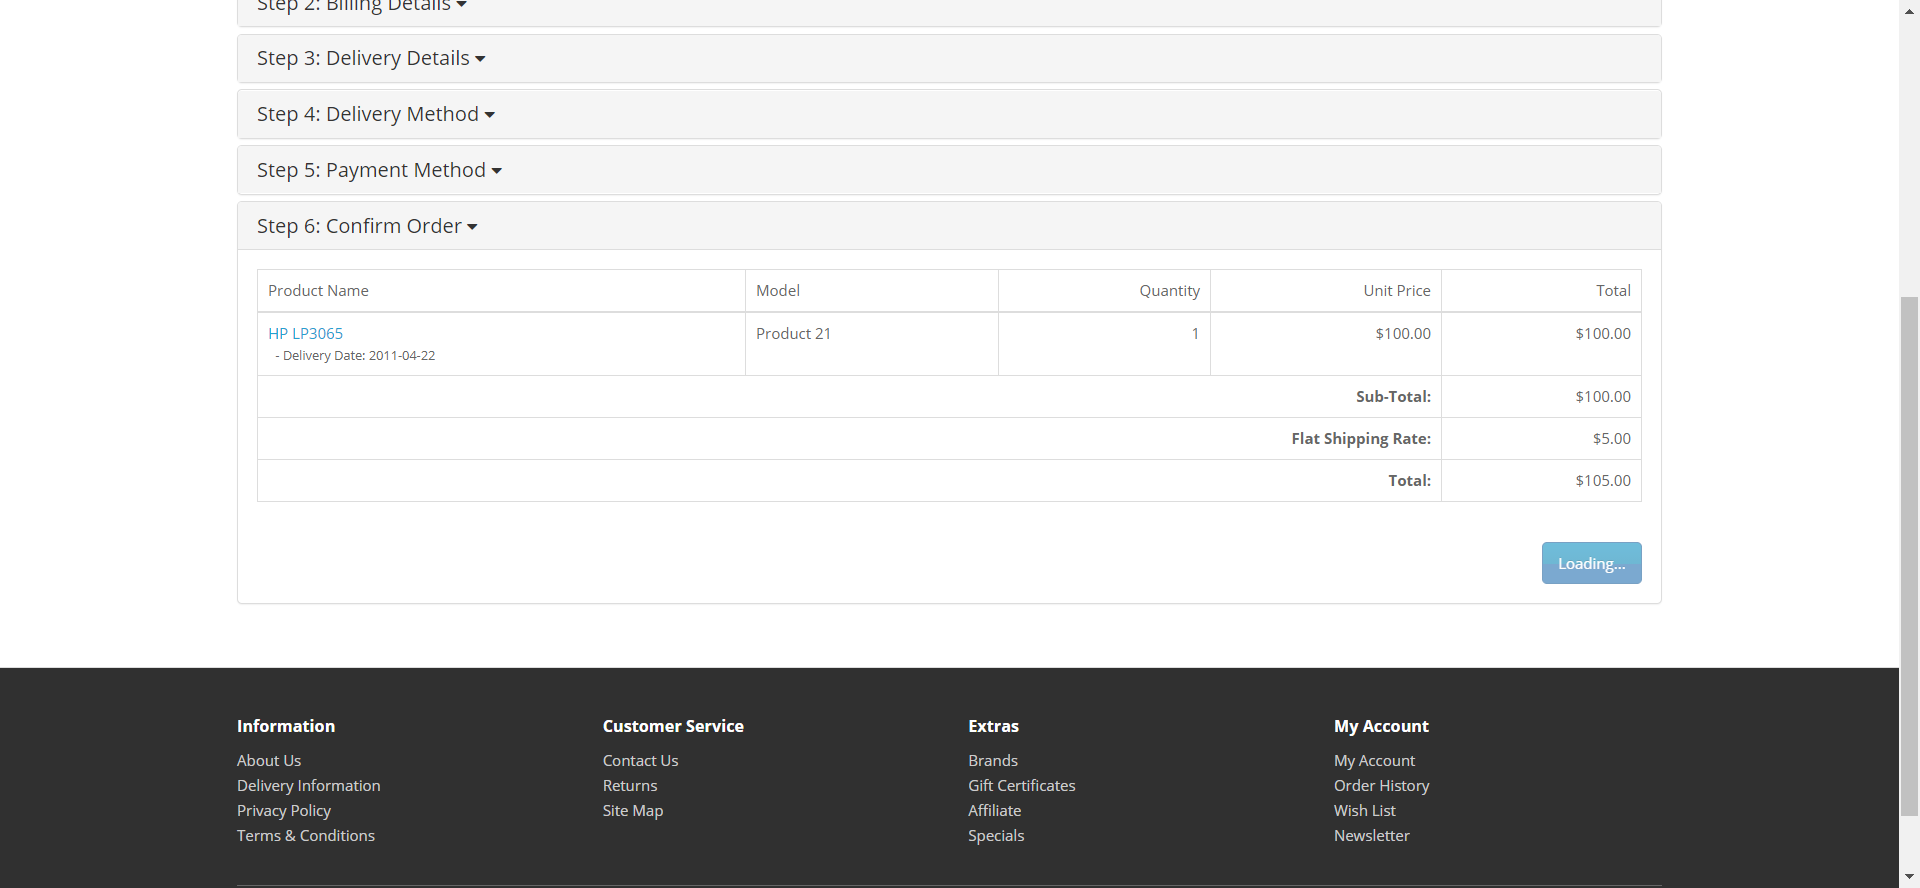 Step 2: Billing Details
Step 3: Delivery Details
Step 4: Delivery Method
Step 5: Payment Method
Step 6: Confirm Order
Product Name Model Quantity Unit Price Total
HP LP3065 Product 21 1 $100.00 $100.00
- Delivery Date: 2011-04-22
Sub-Total: $100.00
Flat Shipping Rate: $5.00
Total: $105.00
Loading...
Information
About Us
Delivery Information
Privacy Policy
Terms & Conditions
Customer Service
Contact Us
Returns
Site Map
Extras
Brands
Gift Certificates
Affiliate
Specials
My Account
My Account
Order History
Wish List
Newsletter